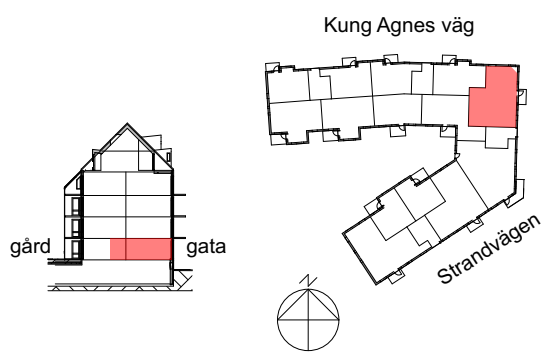 Kung Agnes väg
gård
gata
Strandvägen
N